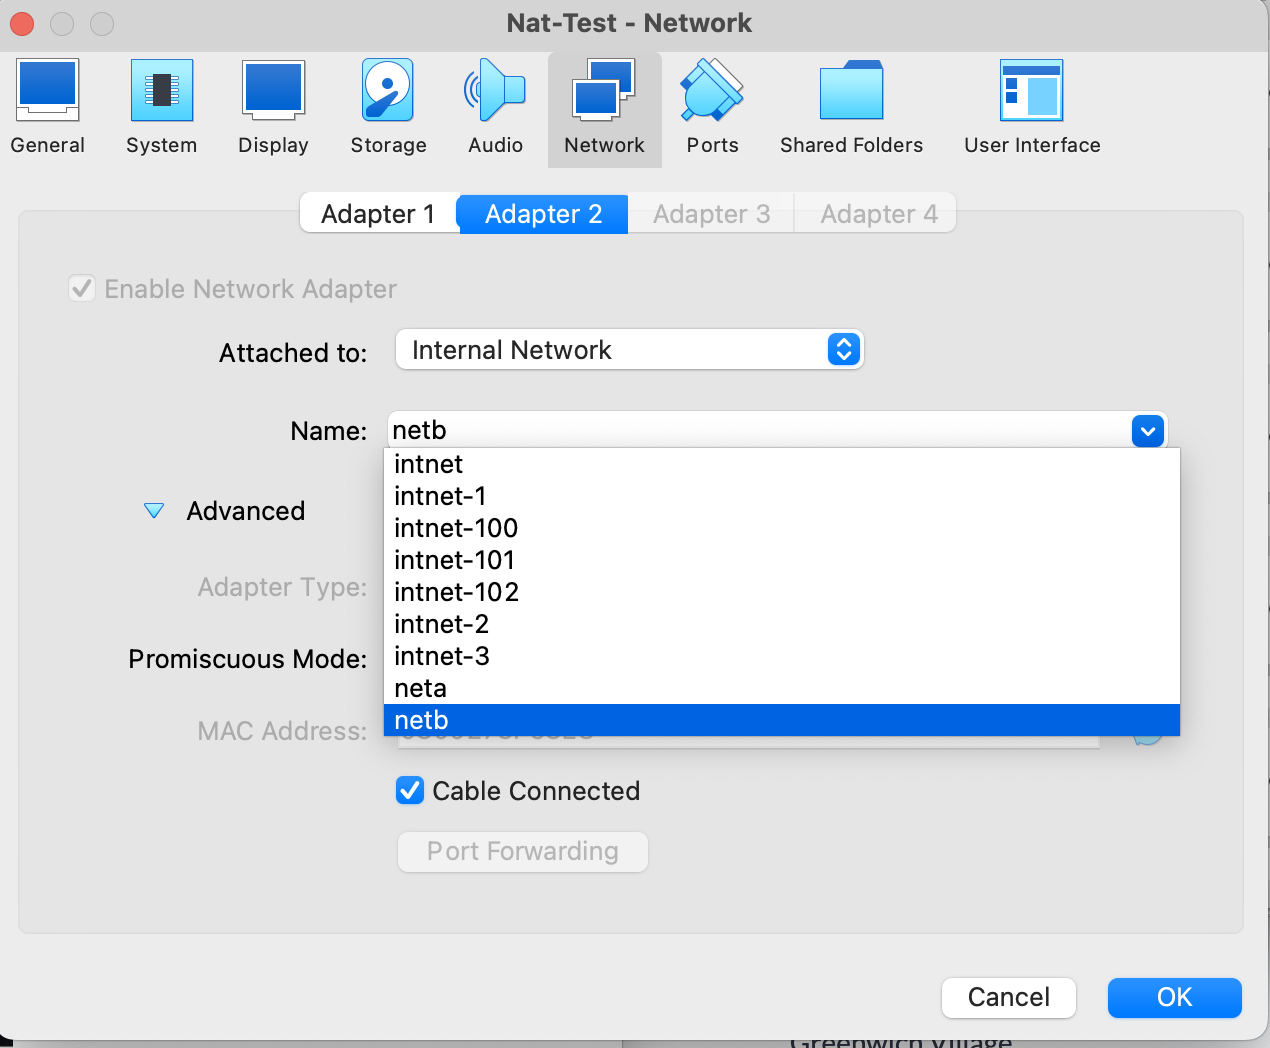 Nat-Test - Network
General System Display Storage Audio Network Ports Shared Folders User Interface
Adapter 1 Adapter 2 Adapter 3 Adapter 4
Enable Network Adapter
Attached to: Internal Network
Name: netb
intnet
intnet-1
Advanced
intnet-100
intnet-101
Adapter Type: intnet-102
intnet-2
Promiscuous Mode: intnet-3
neta
netb
MAC Address:
Cable Connected
Port Forwarding
Cancel OK
Greenwich Village